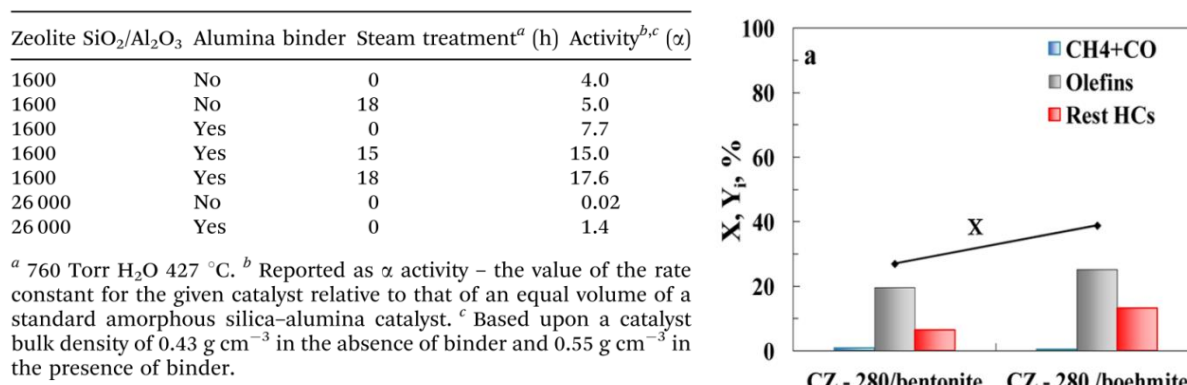 Zeolite SiO₂/Al₂O₃ Alumina binder Steam treatmentᵃ (h) Activityᵇ,ᶜ (α)
1600 No 0 4.0
1600 No 18 5.0
1600 Yes 0 7.7
1600 Yes 15 15.0
1600 Yes 18 17.6
26 000 No 0 0.02
26 000 Yes 0 1.4
ᵃ 760 Torr H₂O 427 °C. ᵇ Reported as α activity – the value of the rate
constant for the given catalyst relative to that of an equal volume of a
standard amorphous silica–alumina catalyst. ᶜ Based upon a catalyst
bulk density of 0.43 g cm⁻³ in the absence of binder and 0.55 g cm⁻³ in
the presence of binder.
a
CH4+CO
Olefins
Rest HCs
X, Yᵢ, %
100
80
60
40
20
0
X
CZ - 280/bentonite CZ - 280 /boehmite